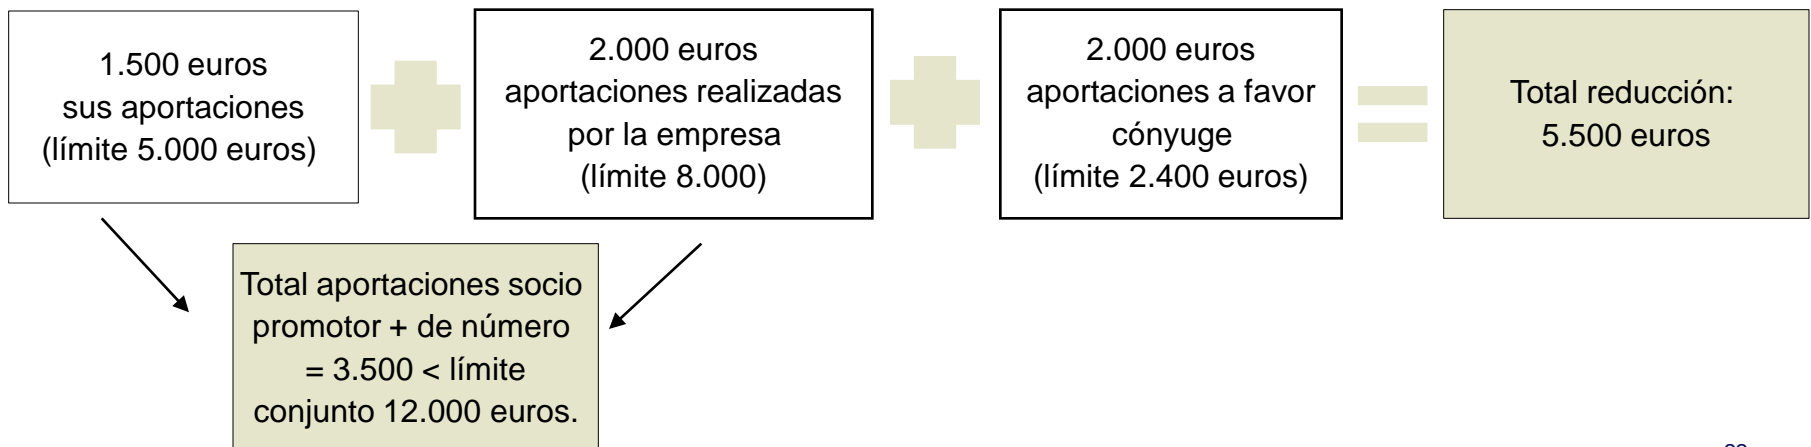 1.500 euros
sus aportaciones
(límite 5.000 euros)
2.000 euros
aportaciones realizadas
por la empresa
(límite 8.000)
2.000 euros
aportaciones a favor
cónyuge
(límite 2.400 euros)
Total reducción:
5.500 euros
Total aportaciones socio
promotor + de número
= 3.500 < límite
conjunto 12.000 euros.